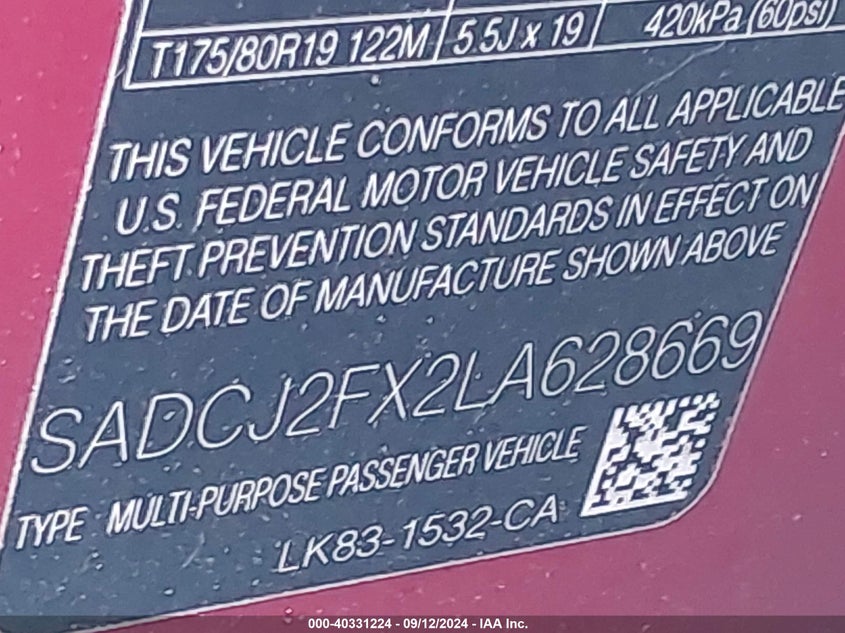 T175/80R19 122M 5.5J x 19 420kPa (60psi)
THIS VEHICLE CONFORMS TO ALL APPLICABLE
U.S. FEDERAL MOTOR VEHICLE SAFETY AND
THEFT PREVENTION STANDARDS IN EFFECT ON
THE DATE OF MANUFACTURE SHOWN ABOVE
SADCJ2FX2LA628669
TYPE MULTI-PURPOSE PASSENGER VEHICLE
LK83-1532-CA
000-40331224 - 09/12/2024 - IAA Inc.